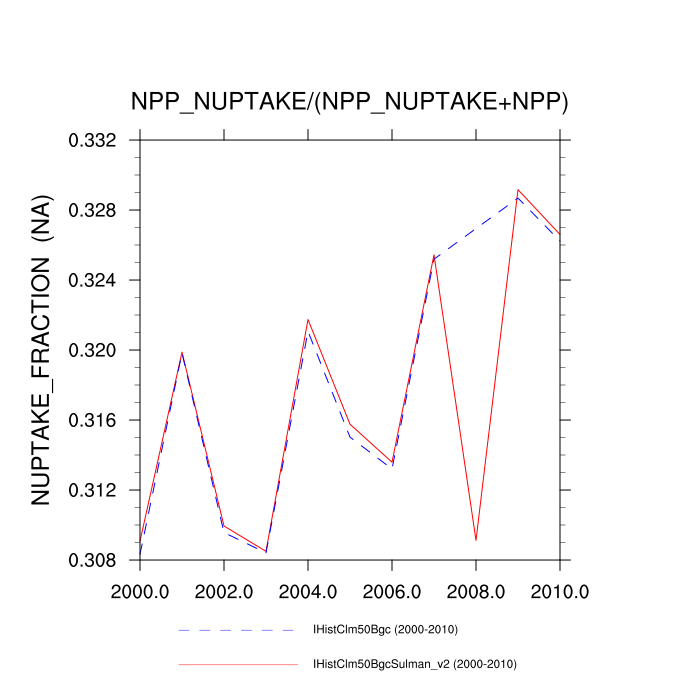 NPP_NUPTAKE/(NPP_NUPTAKE+NPP)
NUPTAKE_FRACTION (NA)
0.332
0.328
0.324
0.320
0.316
0.312
0.308
2000.0 2002.0 2004.0 2006.0 2008.0 2010.0
IHistClm50Bgc (2000-2010)
IHistClm50BgcSulman_v2 (2000-2010)